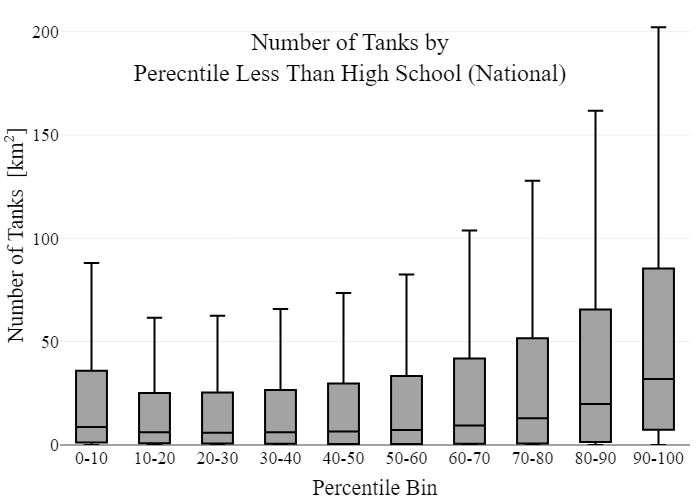 Number of Tanks by
Perecntile Less Than High School (National)
Number of Tanks [km²]
200
150
100
50
0
0-10 10-20 20-30 30-40 40-50 50-60 60-70 70-80 80-90 90-100
Percentile Bin